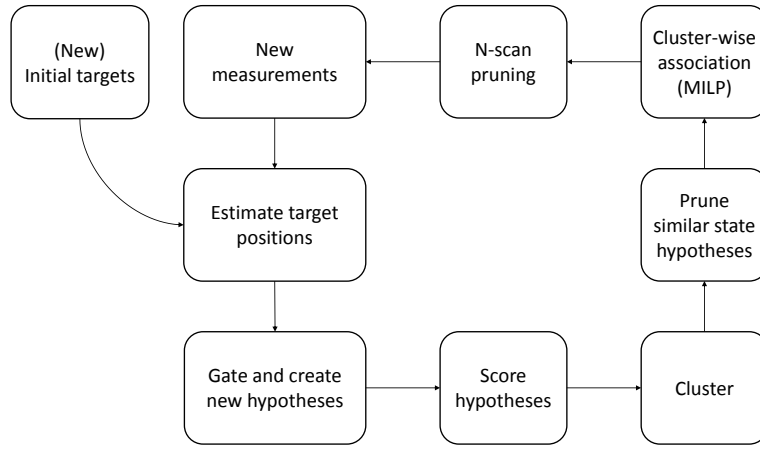 (New)
Initial targets
New
measurements
N-scan
pruning
Cluster-wise
association
(MILP)
Estimate target
positions
Prune
similar state
hypotheses
Gate and create
new hypotheses
Score
hypotheses
Cluster